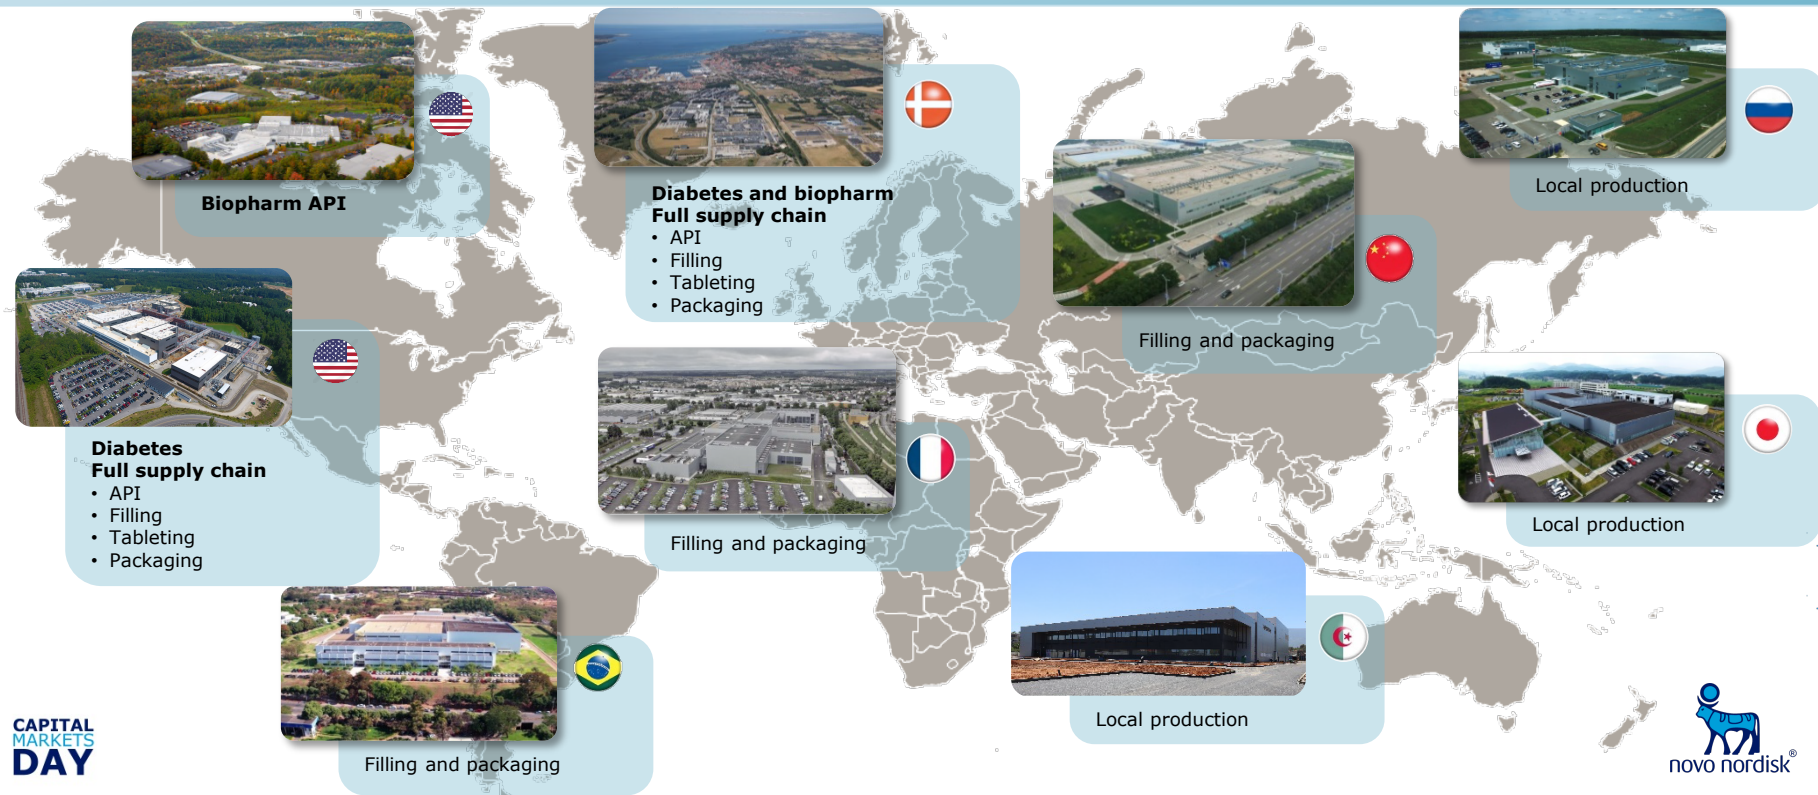 Biopharm API
Diabetes and biopharm
Full supply chain
• API
• Filling
• Tableting
• Packaging
Local production
Filling and packaging
Diabetes
Full supply chain
• API
• Filling
• Tableting
• Packaging
Filling and packaging
Local production
Filling and packaging
Local production
CAPITAL
MARKETS
DAY
novo nordisk®